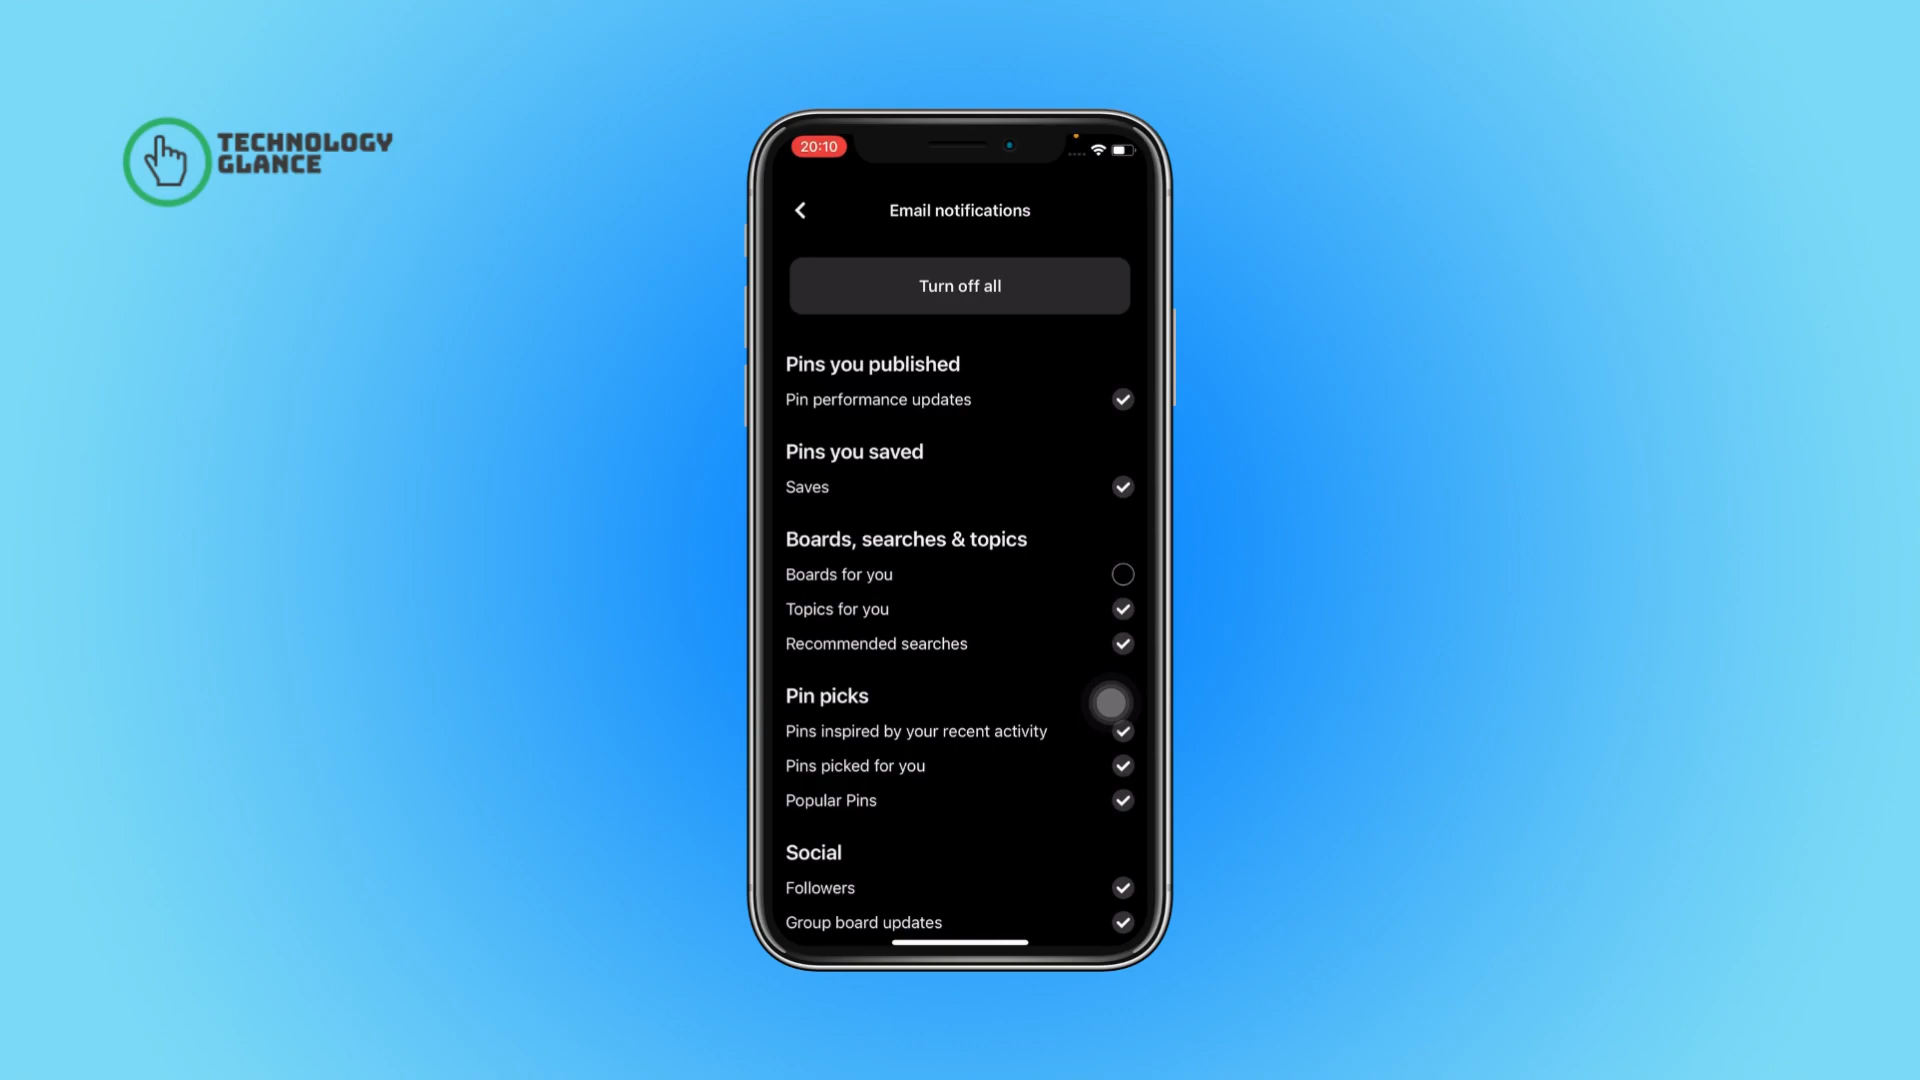 TECHNOLOGY
GLANCE
20:10
Email notifications
Turn off all
Pins you published
Pin performance updates
Pins you saved
Saves
Boards, searches & topics
Boards for you
Topics for you
Recommended searches
Pin picks
Pins inspired by your recent activity
Pins picked for you
Popular Pins
Social
Followers
Group board updates